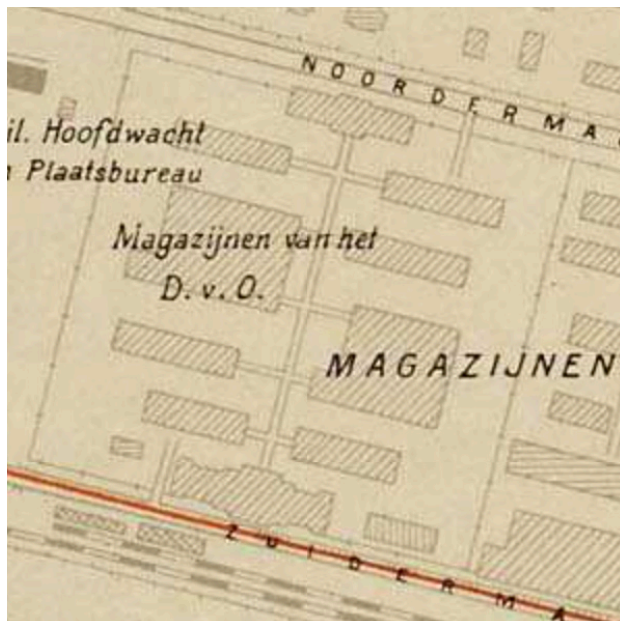 NOORDERMA
il. Hoofdwacht
Plaatsbureau
Magazijnen van het
D. v. O.
MAGAZIJNEN
ZUIDERMA